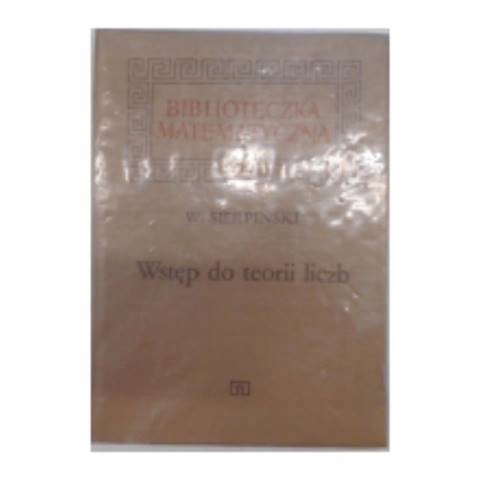 BIBLIOTECZKA
MATEMATYCZNA
W. SIERPIŃSKI
Wstęp do teorii liczb